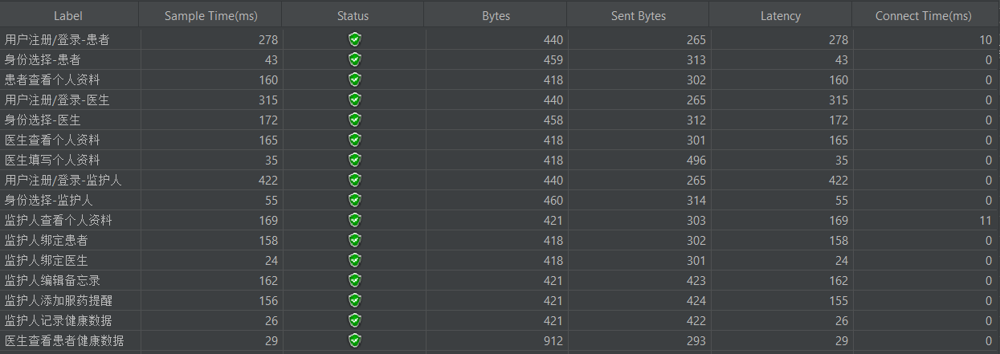 Label Sample Time(ms) Status Bytes Sent Bytes Latency Connect Time(ms)
用户注册/登录-患者 278 440 265 278 10
身份选择-患者 43 459 313 43 0
患者查看个人资料 160 418 302 160 0
用户注册/登录-医生 315 440 265 315 0
身份选择-医生 172 458 312 172 0
医生查看个人资料 165 418 301 165 0
医生填写个人资料 35 418 496 35 0
用户注册/登录-监护人 422 440 265 422 0
身份选择-监护人 55 460 314 55 0
监护人查看个人资料 169 421 303 169 11
监护人绑定患者 158 418 302 158 0
监护人绑定医生 24 418 301 24 0
监护人编辑备忘录 162 421 423 162 0
监护人添加服药提醒 156 421 424 155 0
监护人记录健康数据 26 421 422 26 0
医生查看患者健康数据 29 912 293 29 0